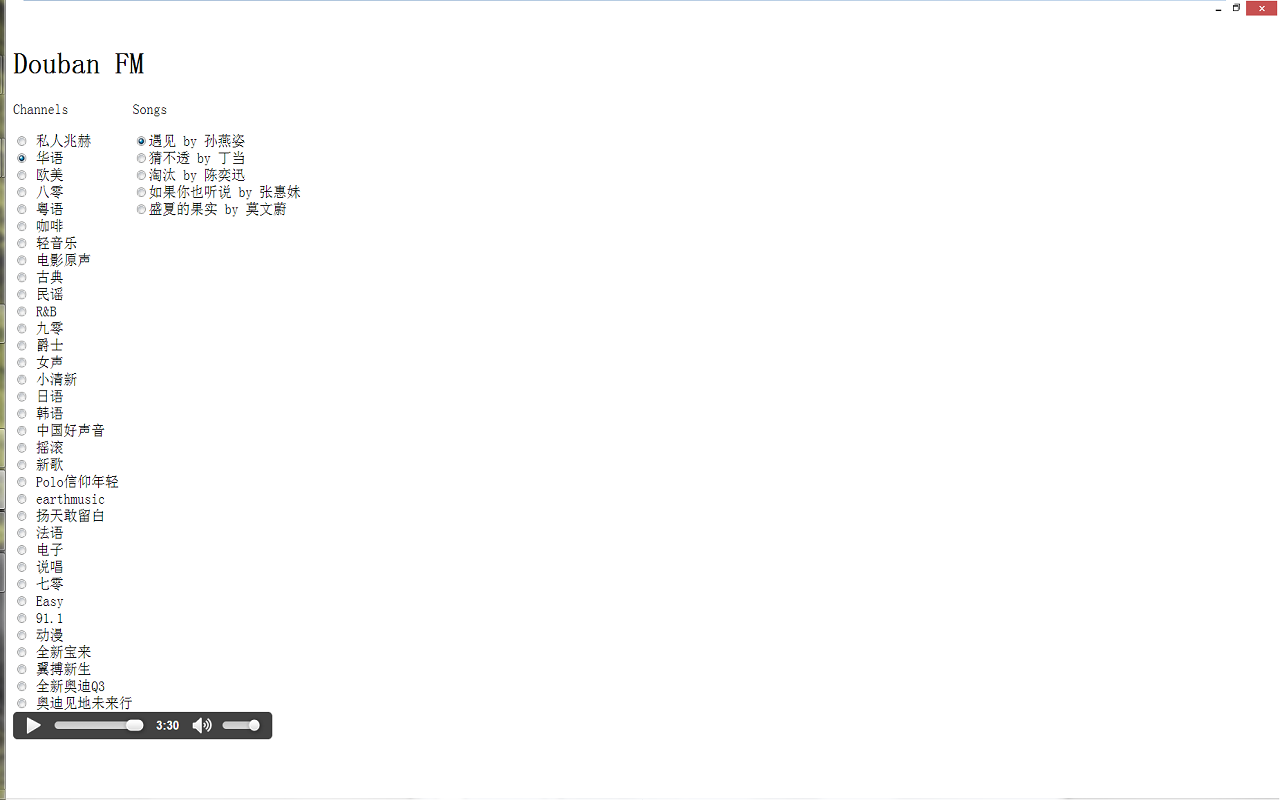 Douban FM
Channels
Songs
私人兆赫
华语
欧美
八零
粤语
咖啡
轻音乐
电影原声
古典
民谣
R&B
九零
爵士
女声
小清新
日语
韩语
中国好声音
摇滚
新歌
Polo信仰年轻
earthmusic
扬天敢留白
法语
电子
说唱
七零
Easy
91.1
动漫
全新宝来
翼搏新生
全新奥迪Q3
奥迪见地未来行
遇见 by 孙燕姿
猜不透 by 丁当
淘汰 by 陈奕迅
如果你也听说 by 张惠妹
盛夏的果实 by 莫文蔚
3:30